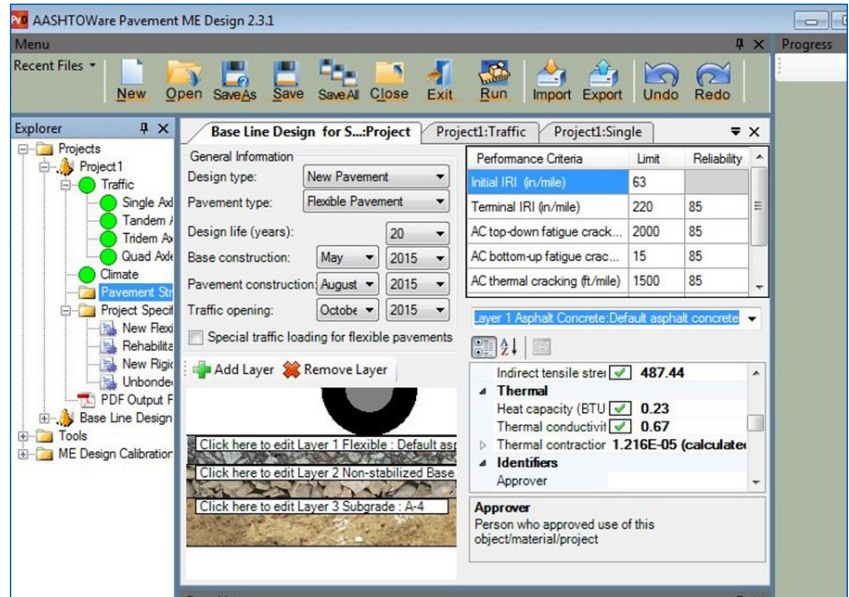 AASHTOWare Pavement ME Design 2.3.1
Menu
Progress
Recent Files
New Open SaveAs Save SaveAll Close Exit Run Import Export Undo Redo
Explorer
Projects
Project1
Traffic
Single Axl
Tandem A
Tridem Ax
Quad Axle
Climate
Pavement Str
Project Specif
New Flexi
Rehabilita
New Rigid
Unbonded
PDF Output F
Base Line Design
Tools
ME Design Calibration
Base Line Design for S...:Project
Project1:Traffic
Project1:Single
General Information
Design type: New Pavement
Pavement type: Flexible Pavement
Design life (years): 20
Base construction: May 2015
Pavement construction: August 2015
Traffic opening: Octobe 2015
Special traffic loading for flexible pavements
Add Layer Remove Layer
Click here to edit Layer 1 Flexible : Default asp
Click here to edit Layer 2 Non-stabilized Base
Click here to edit Layer 3 Subgrade : A-4
Performance Criteria Limit Reliability
Initial IRI (in/mile) 63
Terminal IRI (in/mile) 220 85
AC top-down fatigue crack... 2000 85
AC bottom-up fatigue crac... 15 85
AC thermal cracking (ft/mile) 1500 85
Layer 1 Asphalt Concrete:Default asphalt concrete
Indirect tensile stre 487.44
Thermal
Heat capacity (BTU 0.23
Thermal conductivit 0.67
Thermal contraction 1.216E-05 (calculated
Identifiers
Approver
Approver
Person who approved use of this
object/material/project